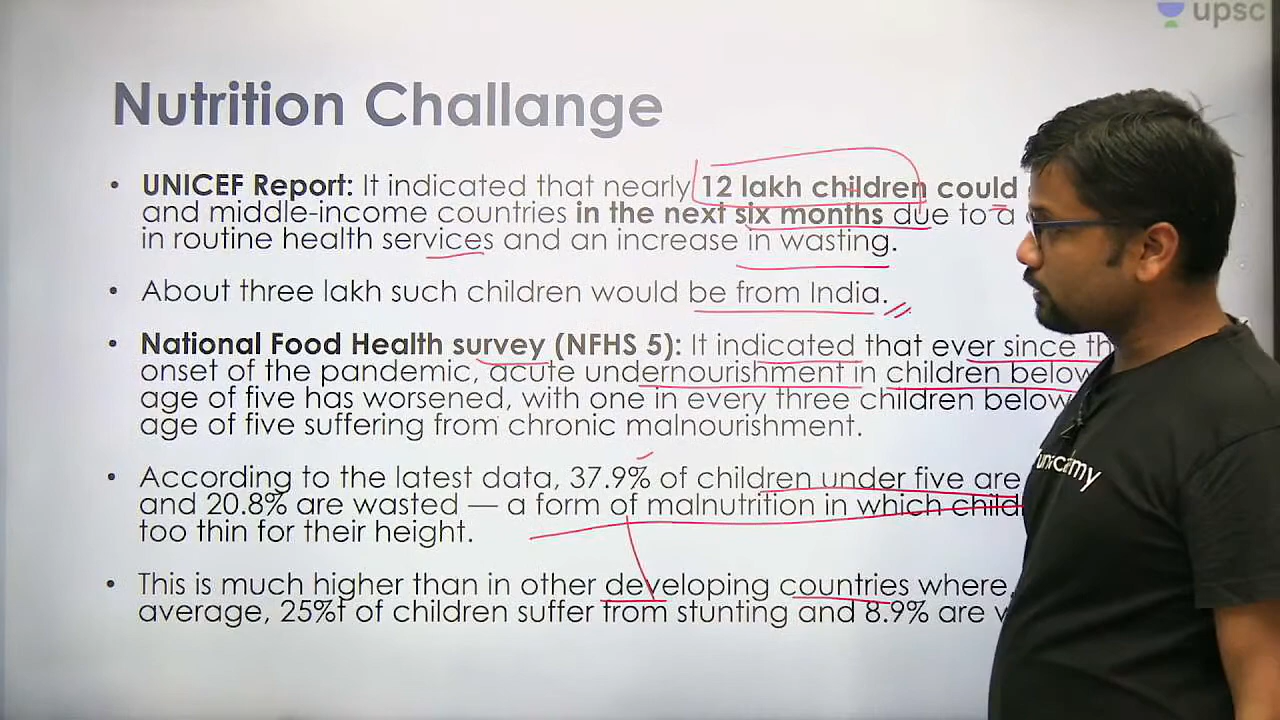 upsc
Nutrition Challange
• UNICEF Report: It indicated that nearly 12 lakh children could
and middle-income countries in the next six months due to a
in routine health services and an increase in wasting.
• About three lakh such children would be from India.
• National Food Health survey (NFHS 5): It indicated that ever since th
onset of the pandemic, acute undernourishment in children below
age of five has worsened, with one in every three children below
age of five suffering from chronic malnourishment.
• According to the latest data, 37.9% of children under five are
and 20.8% are wasted — a form of malnutrition in which child
too thin for their height.
• This is much higher than in other developing countries where,
average, 25%f of children suffer from stunting and 8.9% are w
unacademy